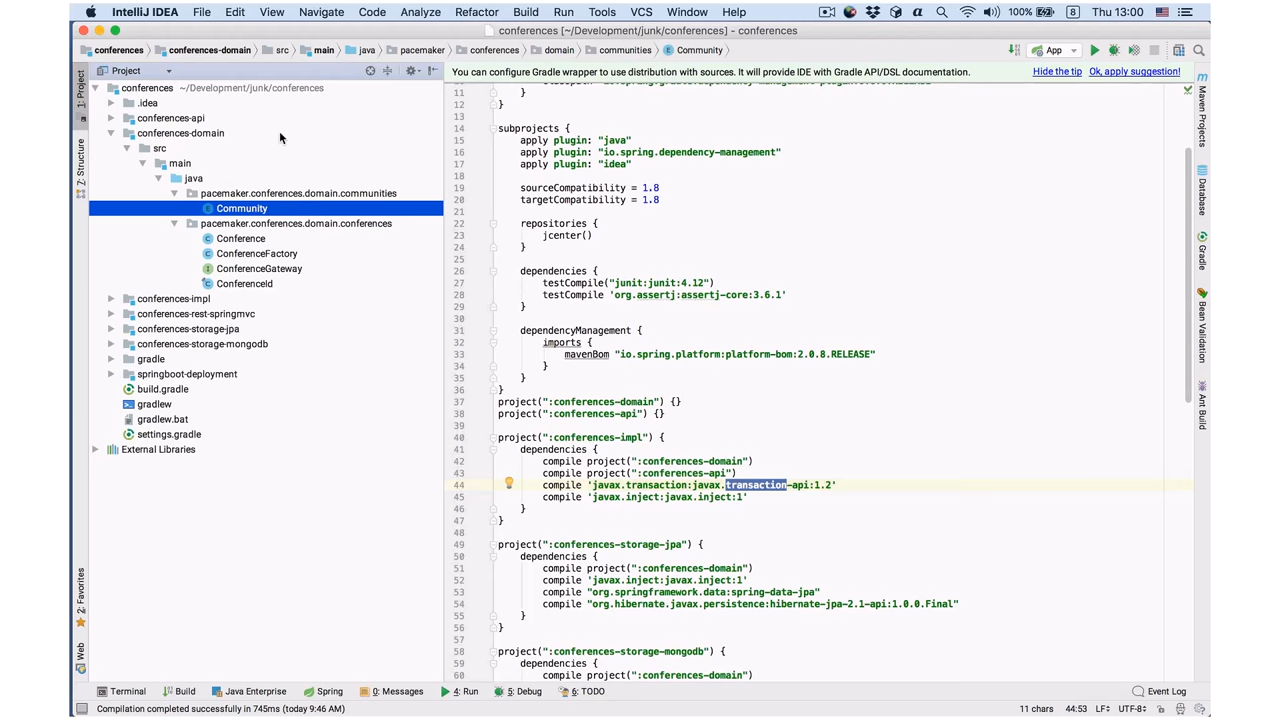 IntelliJ IDEA File Edit View Navigate Code Analyze Refactor Build Run Tools VCS Window Help 100% 8 Thu 13:00
conferences [~/Development/junk/conferences] - conferences
conferences conferences-domain src main java pacemaker conferences domain communities Community App
Project
You can configure Gradle wrapper to use distribution with sources. It will provide IDE with Gradle API/DSL documentation. Hide the tip Ok, apply suggestion!
1: Project
7: Structure
2: Favorites
Web
conferences ~/Development/junk/conferences
.idea
conferences-api
conferences-domain
src
main
java
pacemaker.conferences.domain.communities
Community
pacemaker.conferences.domain.conferences
Conference
ConferenceFactory
ConferenceGateway
ConferenceId
conferences-impl
conferences-rest-springmvc
conferences-storage-jpa
conferences-storage-mongodb
gradle
springboot-deployment
build.gradle
gradlew
gradlew.bat
settings.gradle
External Libraries
11 }
12 }
13
14 subprojects {
15 apply plugin: "java"
16 apply plugin: "io.spring.dependency-management"
17 apply plugin: "idea"
18
19 sourceCompatibility = 1.8
20 targetCompatibility = 1.8
21
22 repositories {
23 jcenter()
24 }
25
26 dependencies {
27 testCompile("junit:junit:4.12")
28 testCompile 'org.assertj:assertj-core:3.6.1'
29 }
30
31 dependencyManagement {
32 imports {
33 mavenBom "io.spring.platform:platform-bom:2.0.8.RELEASE"
34 }
35 }
36 }
37 project(":conferences-domain") {}
38 project(":conferences-api") {}
39
40 project(":conferences-impl") {
41 dependencies {
42 compile project(":conferences-domain")
43 compile project(":conferences-api")
44 compile 'javax.transaction:javax.transaction-api:1.2'
45 compile 'javax.inject:javax.inject:1'
46 }
47 }
48
49 project(":conferences-storage-jpa") {
50 dependencies {
51 compile project(":conferences-domain")
52 compile 'javax.inject:javax.inject:1'
53 compile "org.springframework.data:spring-data-jpa"
54 compile "org.hibernate.javax.persistence:hibernate-jpa-2.1-api:1.0.0.Final"
55 }
56 }
57
58 project(":conferences-storage-mongodb") {
59 dependencies {
60 compile project(":conferences-domain")
Maven Projects
Database
Gradle
Bean Validation
Ant Build
Terminal Build Java Enterprise Spring 0: Messages 4: Run 5: Debug 6: TODO Event Log
Compilation completed successfully in 745ms (today 9:46 AM) 11 chars 44:53 LF UTF-8